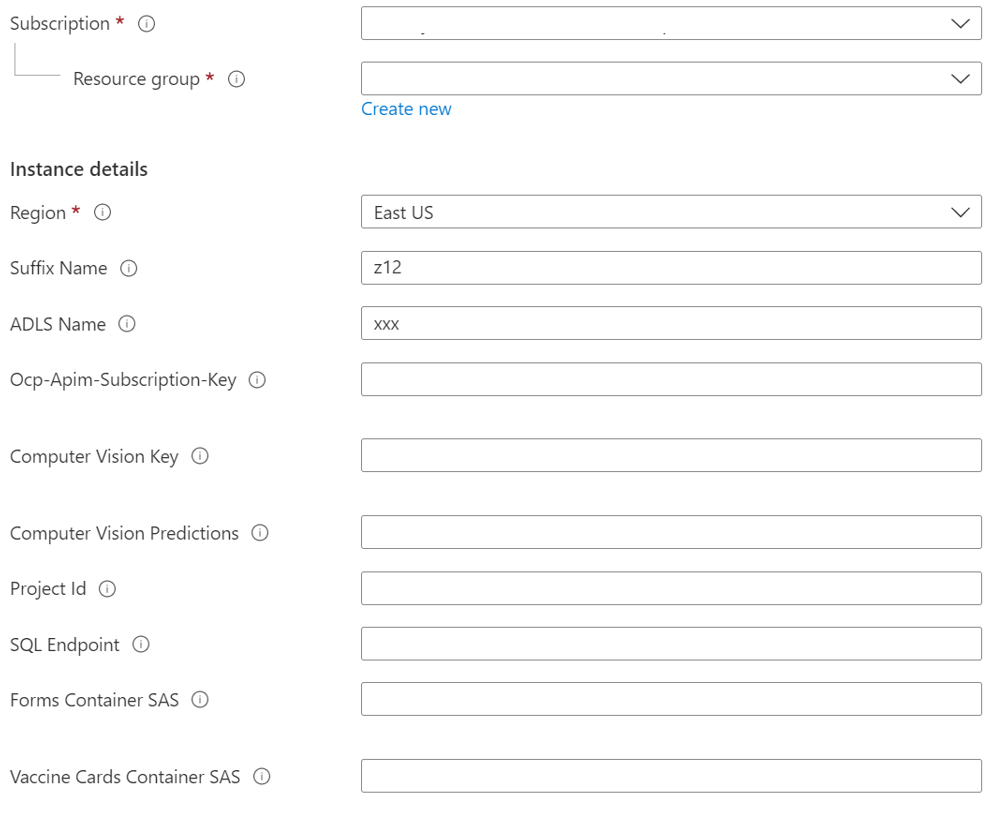 Subscription *
Resource group *
Create new
Instance details
Region * East US
Suffix Name z12
ADLS Name xxx
Ocp-Apim-Subscription-Key
Computer Vision Key
Computer Vision Predictions
Project Id
SQL Endpoint
Forms Container SAS
Vaccine Cards Container SAS